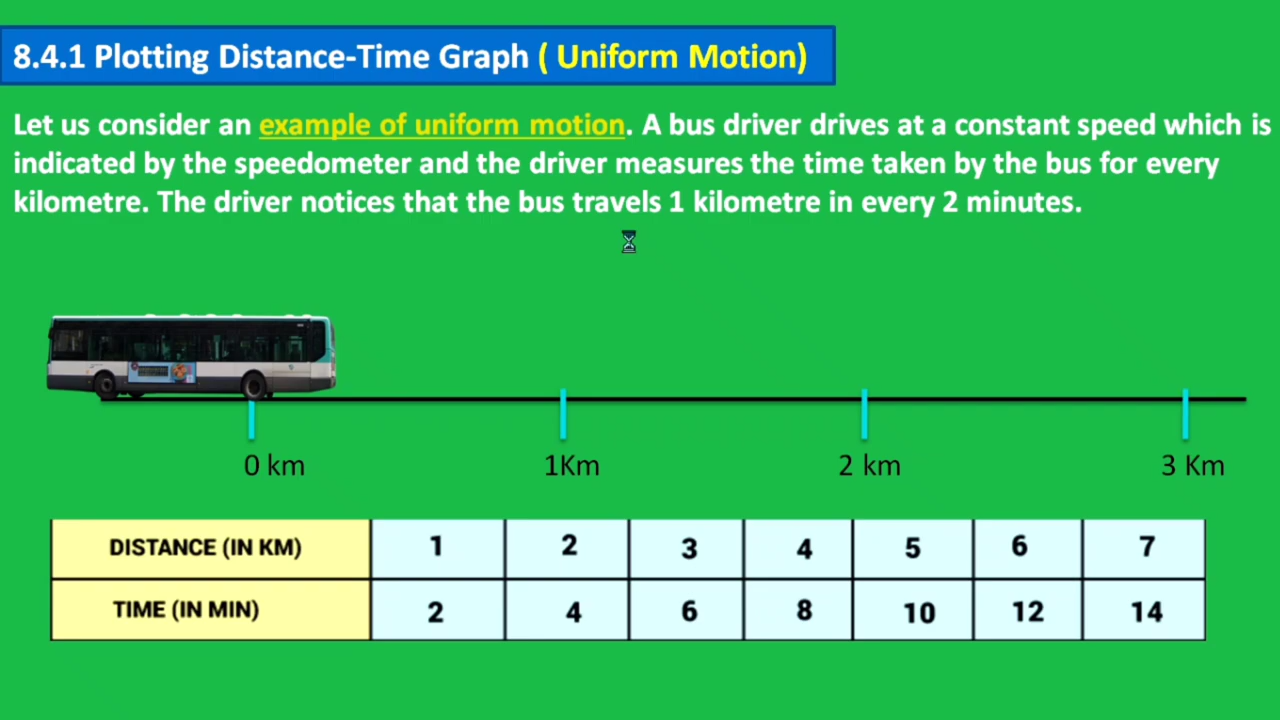 8.4.1 Plotting Distance-Time Graph ( Uniform Motion)
Let us consider an example of uniform motion. A bus driver drives at a constant speed which is
indicated by the speedometer and the driver measures the time taken by the bus for every
kilometre. The driver notices that the bus travels 1 kilometre in every 2 minutes.
0 km 1Km 2 km 3 Km
DISTANCE (IN KM) 1 2 3 4 5 6 7
TIME (IN MIN) 2 4 6 8 10 12 14